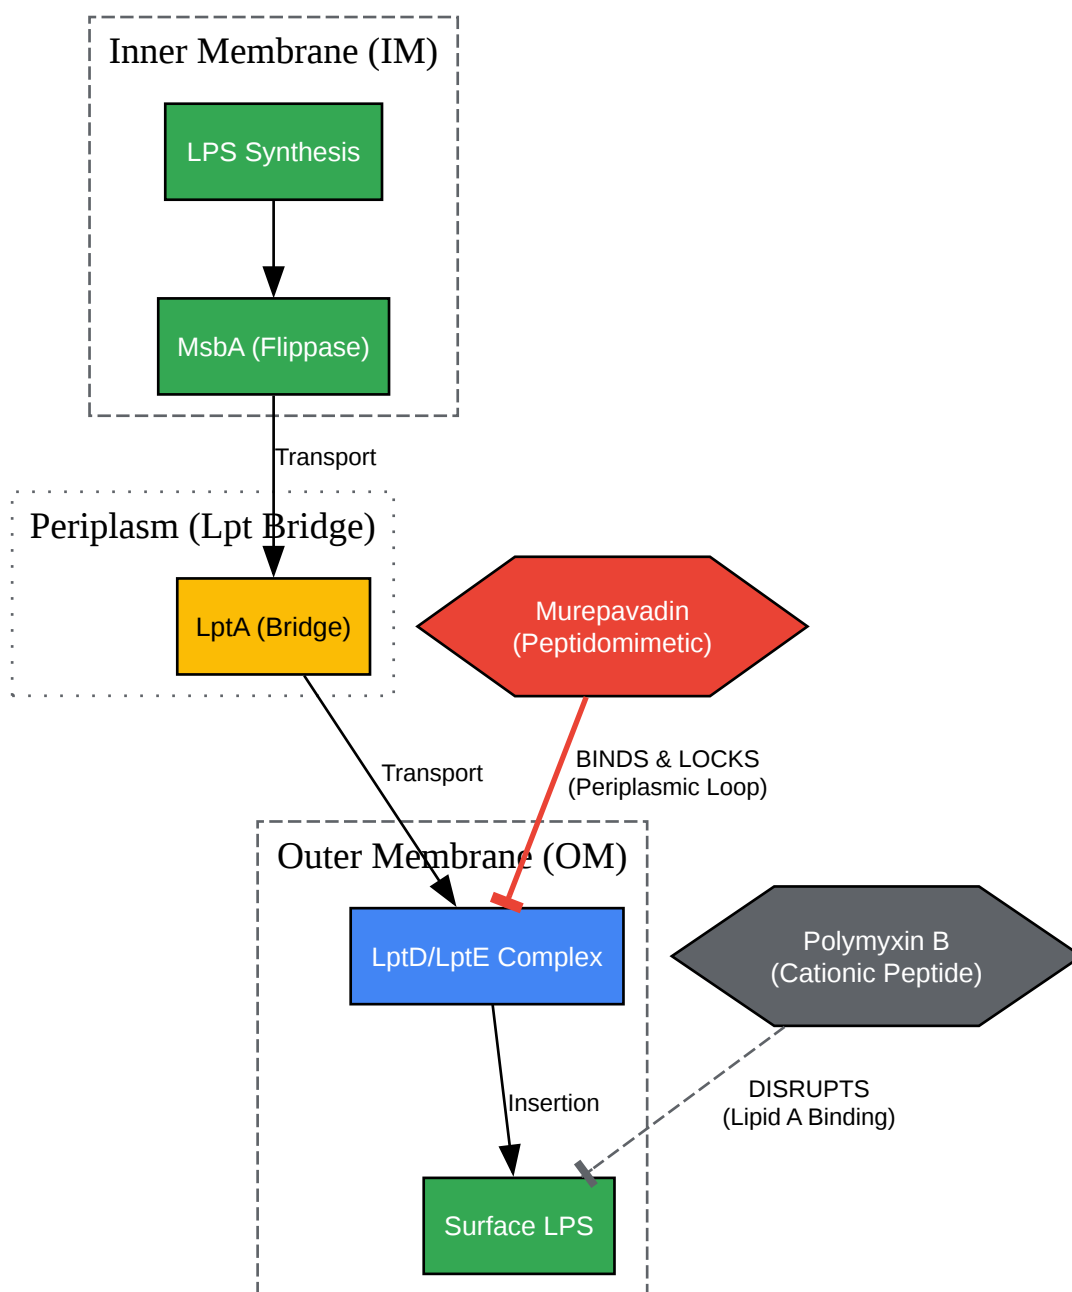 Inner Membrane (IM)
LPS Synthesis
MsbA (Flippase)
Transport
Periplasm (Lpt Bridge)
LptA (Bridge)
Murepavadin
(Peptidomimetic)
BINDS & LOCKS
(Periplasmic Loop)
Transport
Outer Membrane (OM)
LptD/LptE Complex
Polymyxin B
(Cationic Peptide)
DISRUPTS
(Lipid A Binding)
Insertion
Surface LPS